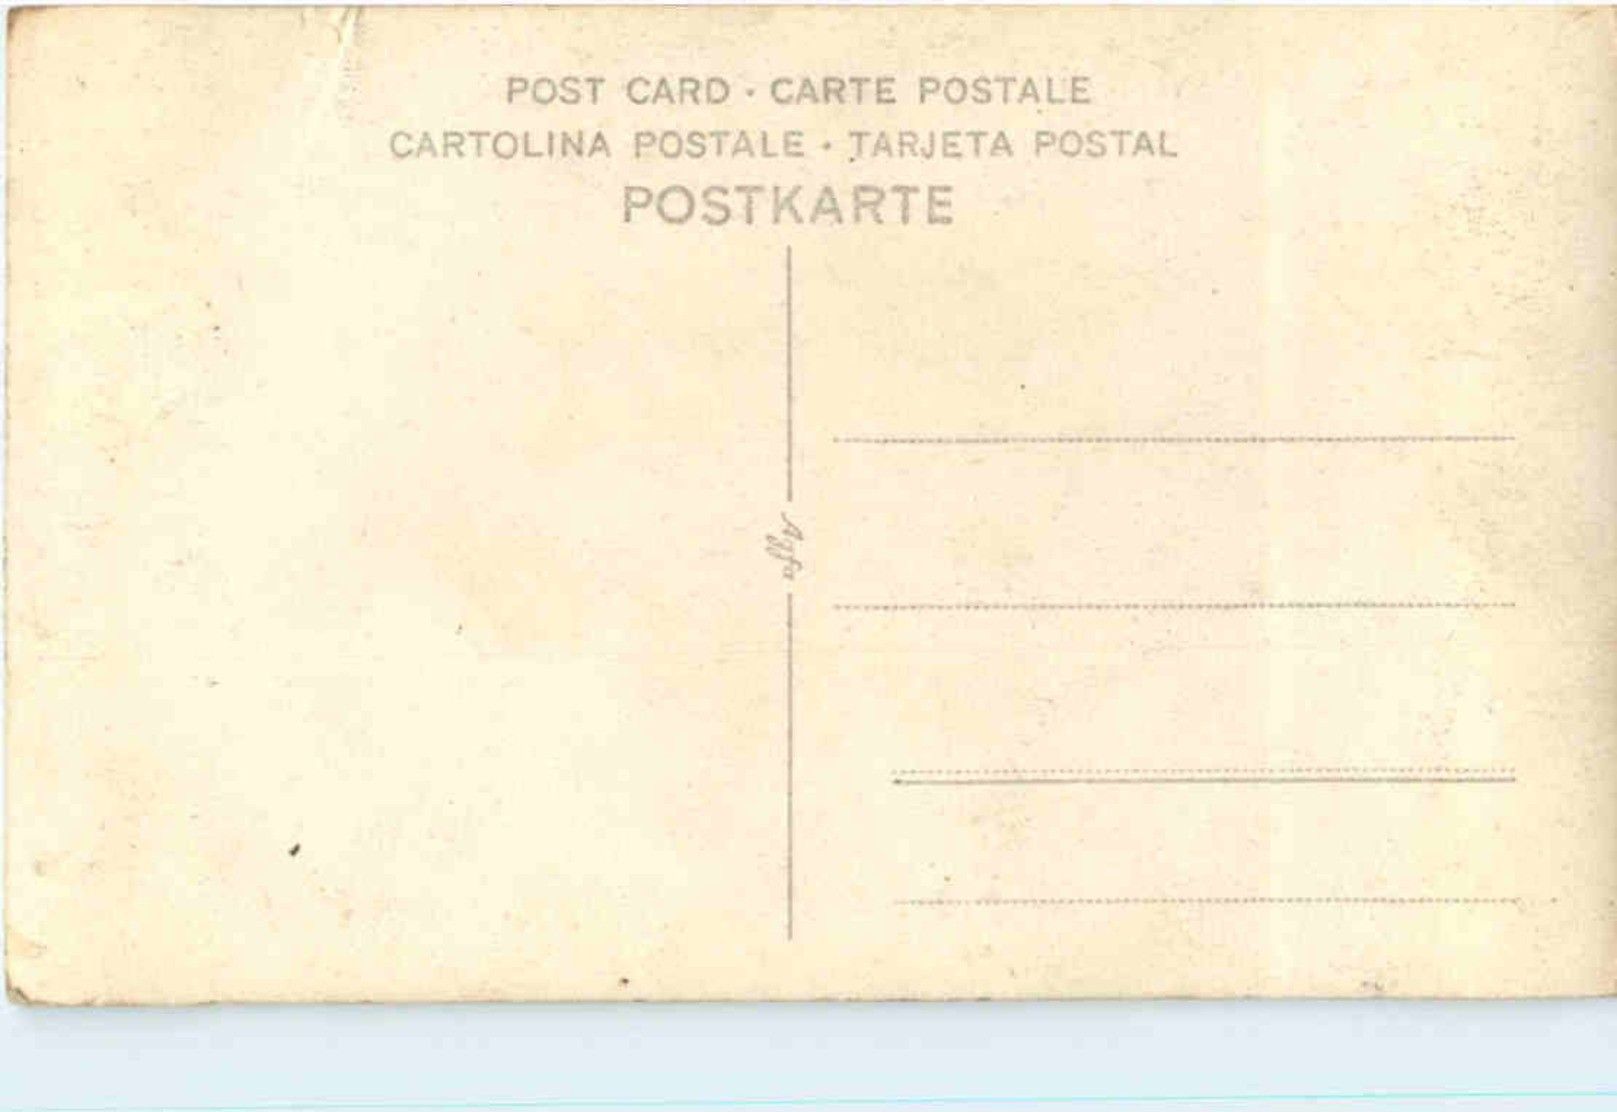 POST CARD · CARTE POSTALE
CARTOLINA POSTALE · TARJETA POSTAL
POSTKARTE
Agfa